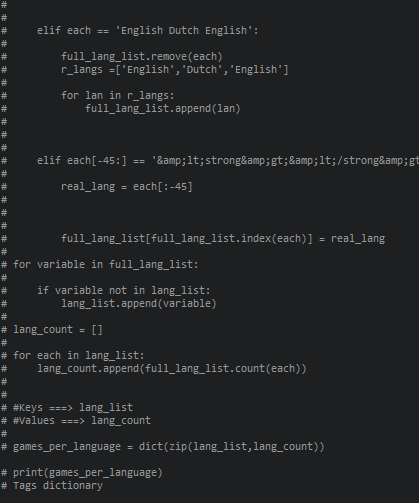 #
#
#     elif each == 'English Dutch English':
#
#         full_lang_list.remove(each)
#         r_langs =['English','Dutch','English']
#
#         for lan in r_langs:
#             full_lang_list.append(lan)
#
#
#
#     elif each[-45:] == '&amp;lt;strong&amp;gt;&amp;lt;/strong&amp;gt
#
#         real_lang = each[:-45]
#
#
#
#         full_lang_list[full_lang_list.index(each)] = real_lang
#
# for variable in full_lang_list:
#
#     if variable not in lang_list:
#         lang_list.append(variable)
#
# lang_count = []
#
# for each in lang_list:
#     lang_count.append(full_lang_list.count(each))
#
#
# #Keys ===> lang_list
# #Values ===> lang_count
#
# games_per_language = dict(zip(lang_list,lang_count))

# print(games_per_language)
# Tags dictionary